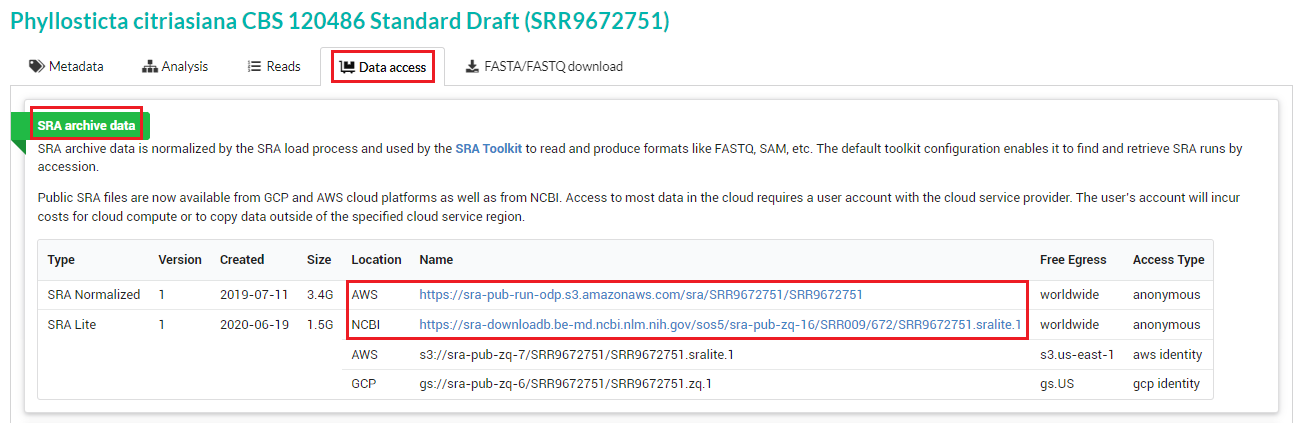 Phyllosticta citriasiana CBS 120486 Standard Draft (SRR9672751)
Metadata Analysis Reads Data access FASTA/FASTQ download
SRA archive data
SRA archive data is normalized by the SRA load process and used by the SRA Toolkit to read and produce formats like FASTQ, SAM, etc. The default toolkit configuration enables it to find and retrieve SRA runs by
accession.
Public SRA files are now available from GCP and AWS cloud platforms as well as from NCBI. Access to most data in the cloud requires a user account with the cloud service provider. The user's account will incur
costs for cloud compute or to copy data outside of the specified cloud service region.
Type Version Created Size Location Name Free Egress Access Type
SRA Normalized 1 2019-07-11 3.4G AWS https://sra-pub-run-odp.s3.amazonaws.com/sra/SRR9672751/SRR9672751 worldwide anonymous
SRA Lite 1 2020-06-19 1.5G NCBI https://sra-downloadb.be-md.ncbi.nlm.nih.gov/sos5/sra-pub-zq-16/SRR009/672/SRR9672751.sralite.1 worldwide anonymous
AWS s3://sra-pub-zq-7/SRR9672751/SRR9672751.sralite.1 s3.us-east-1 aws identity
GCP gs://sra-pub-zq-6/SRR9672751/SRR9672751.zq.1 gs.US gcp identity